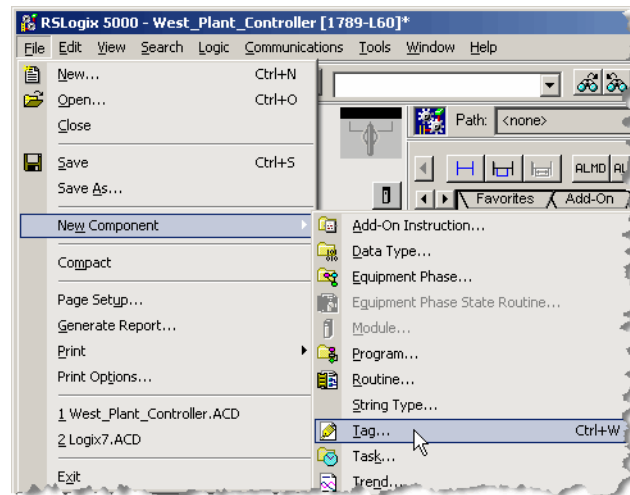 RSLogix 5000 - West_Plant_Controller [1789-L60]*
File Edit View Search Logic Communications Tools Window Help
New... Ctrl+N
Open... Ctrl+O
Close
Save Ctrl+S
Save As...
New Component
Compact
Page Setup...
Generate Report...
Print
Print Options...
1 West_Plant_Controller.ACD
2 Logix7.ACD
Exit
Path: <none>
ALMD
Favorites Add-On
Add-On Instruction...
Data Type...
Equipment Phase...
Equipment Phase State Routine...
Module...
Program...
Routine...
String Type...
Tag... Ctrl+W
Task...
Trend...